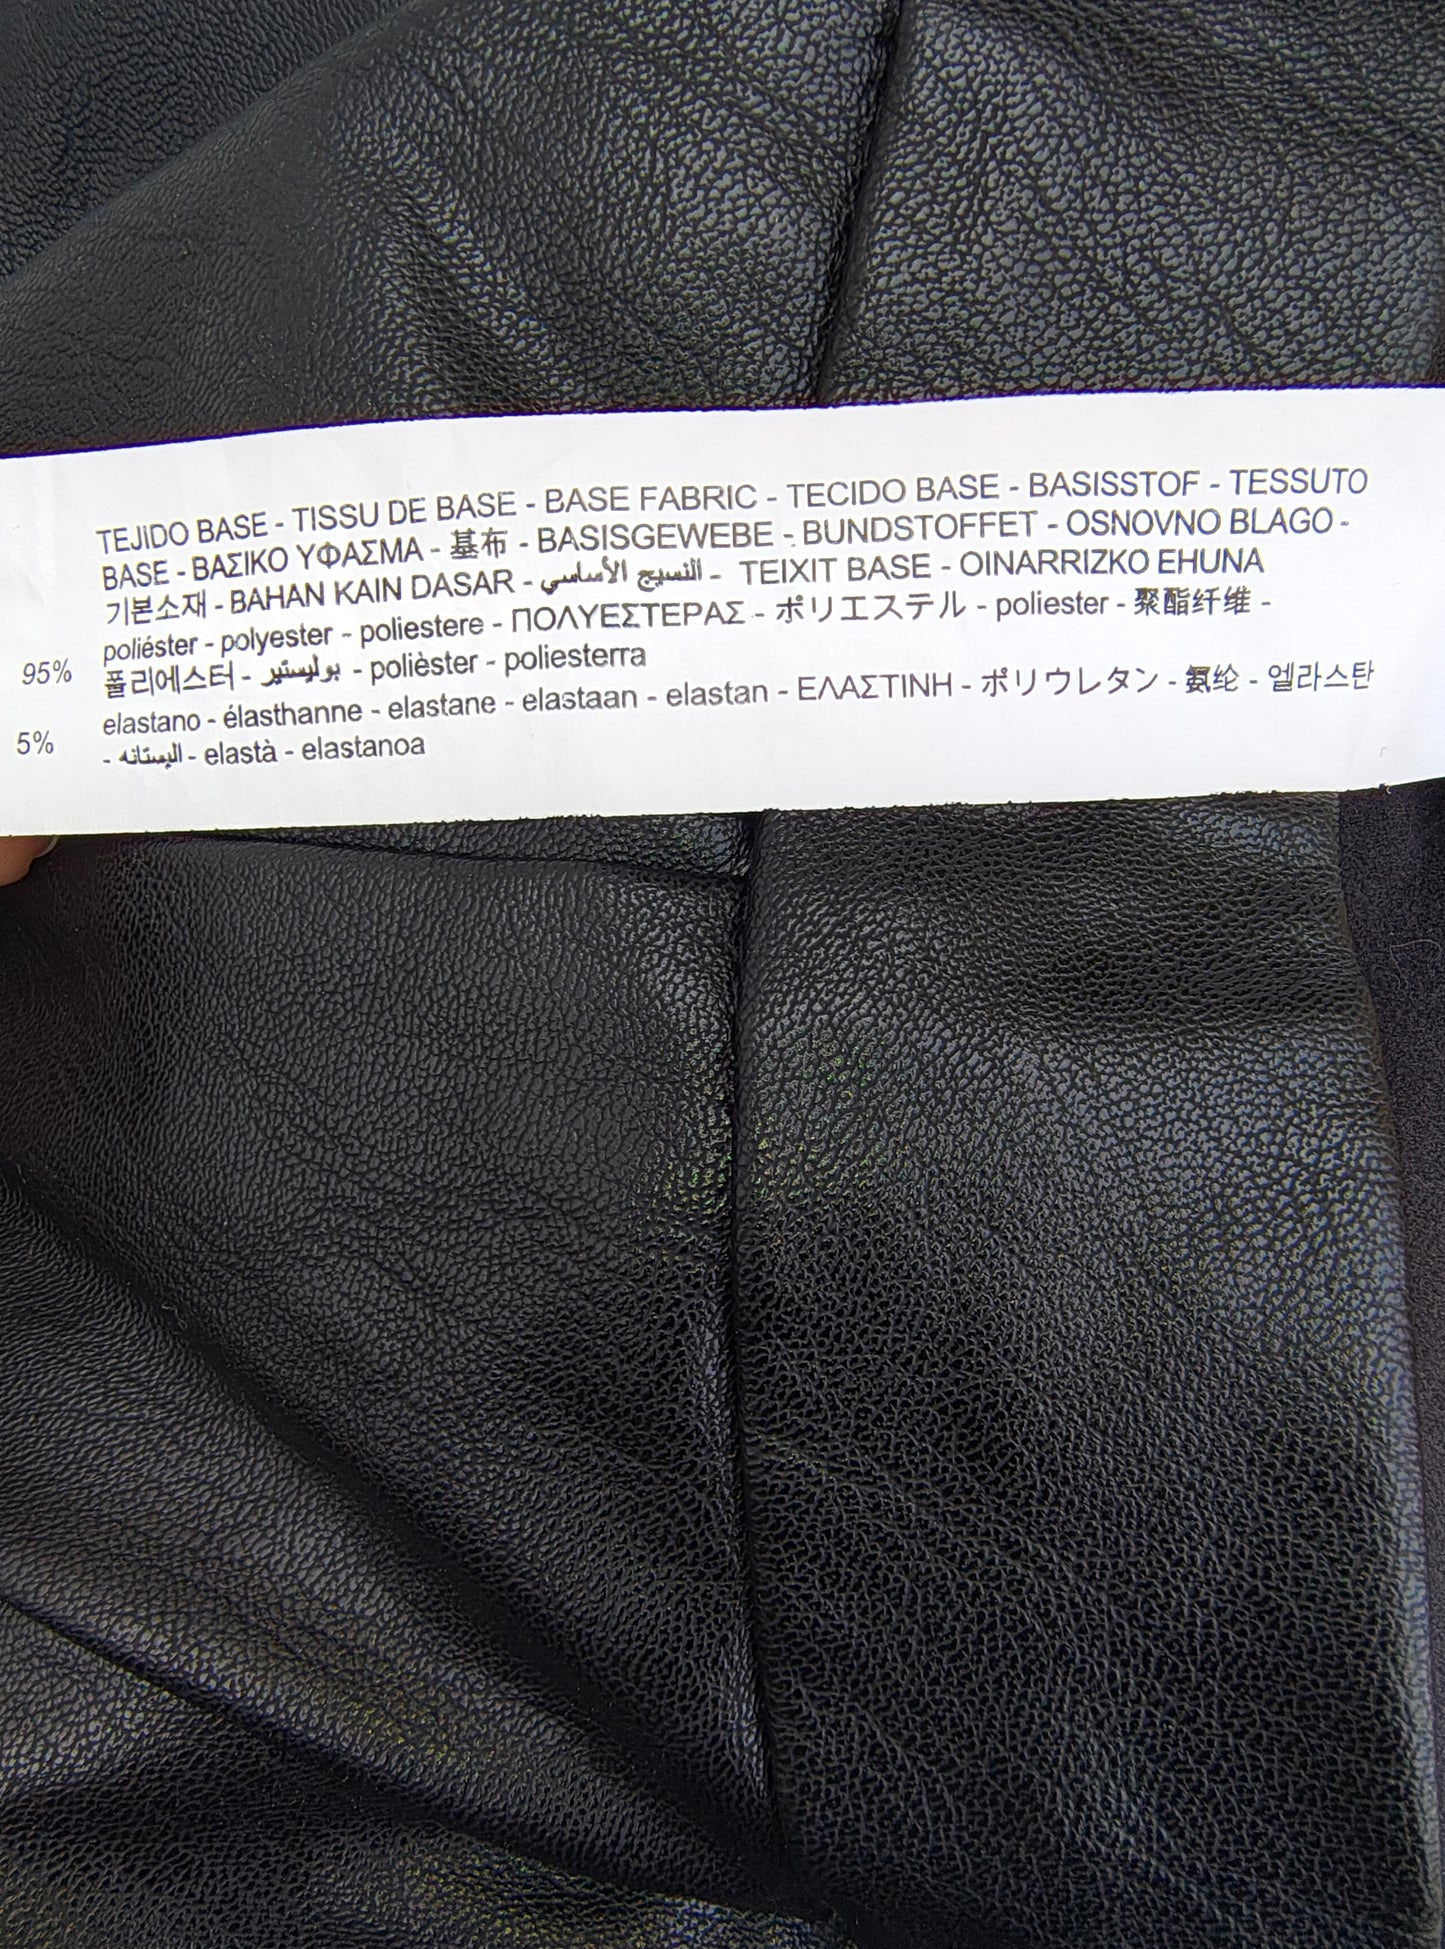 TEJIDO BASE - TISSU DE BASE - BASE FABRIC - TECIDO BASE - BASISSTOF - TESSUTO
BASE - ΒΑΣΙΚΟ ΥΦΑΣΜΑ - 基布 - BASISGEWEBE - BUNDSTOFFET - OSNOVNO BLAGO -
기본소재 - BAHAN KAIN DASAR - النسيج الأساسي - TEIXIT BASE - OINARRIZKO EHUNA
poliéster - polyester - poliestere - ΠΟΛΥΕΣΤΕΡΑΣ - ポリエステル - poliester - 聚酯纤维 -
95% 폴리에스터 - بوليستير - polièster - poliesterra
elastano - élasthanne - elastane - elastaan - elastan - ΕΛΑΣΤΙΝΗ - ポリウレタン - 氨纶 - 엘라스탄
5% - اليستانه - elastà - elastanoa